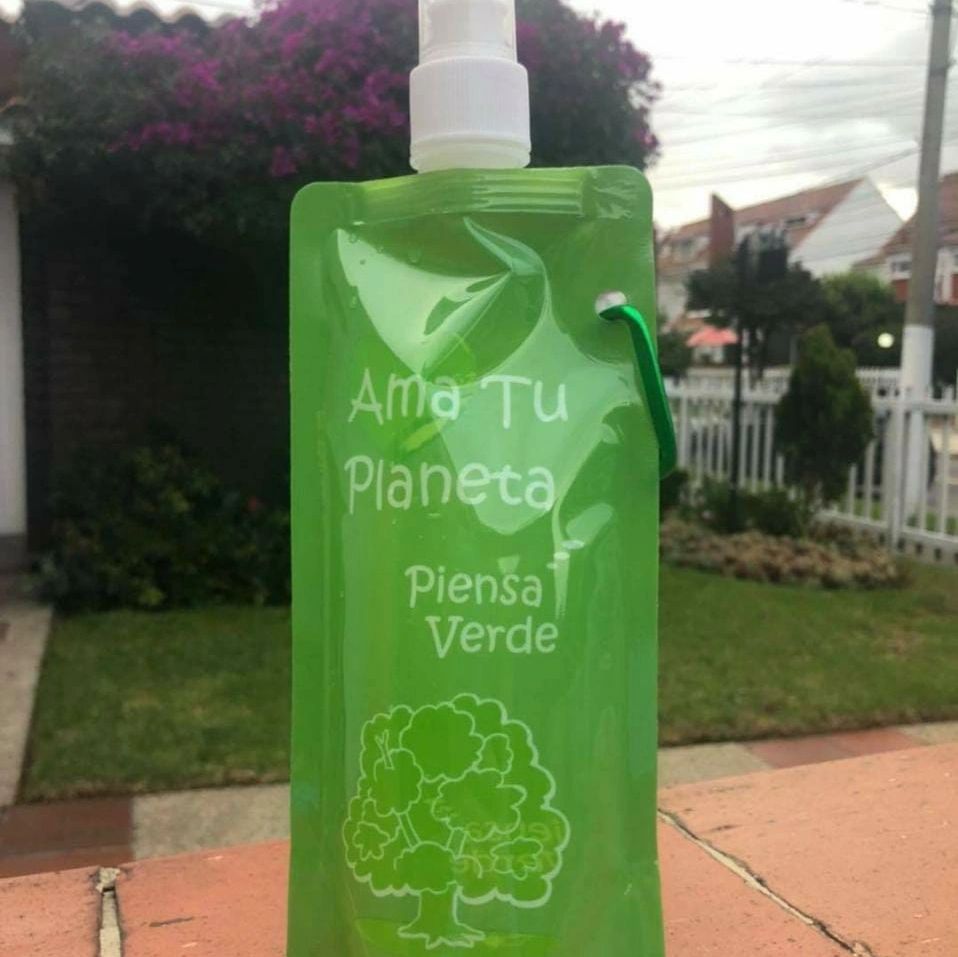 Ama Tu
Planeta
Piensa
Verde